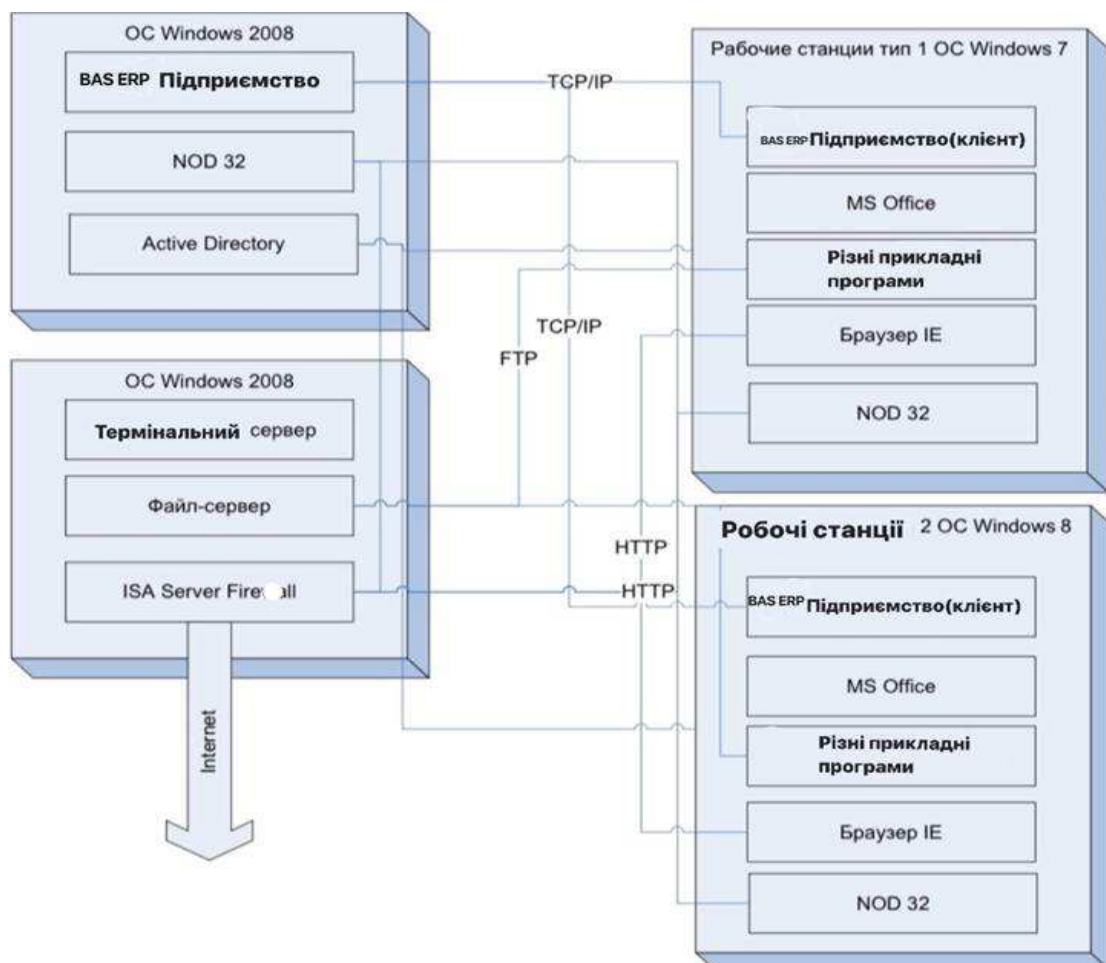 ОС Windows 2008
BAS ERP Підприємство
NOD 32
Active Directory
ОС Windows 2008
Термінальний сервер
Файл-сервер
ISA Server Firewall
Internet
TCP/IP
TCP/IP
FTP
HTTP
HTTP
Рабочие станции тип 1 ОС Windows 7
BAS ERP Підприємство(клієнт)
MS Office
Різні прикладні
програми
Браузер IE
NOD 32
Робочі станції 2 ОС Windows 8
BAS ERP Підприємство(клієнт)
MS Office
Різні прикладні
програми
Браузер IE
NOD 32